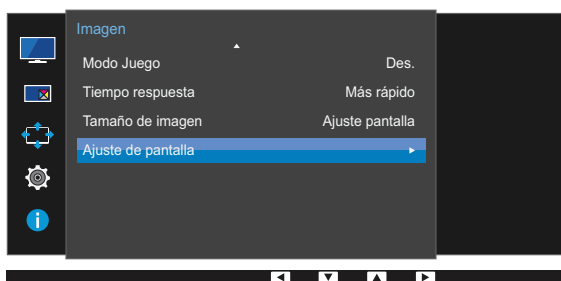 Imagen
Modo Juego Des.
Tiempo respuesta Más rápido
Tamaño de imagen Ajuste pantalla
Ajuste de pantalla